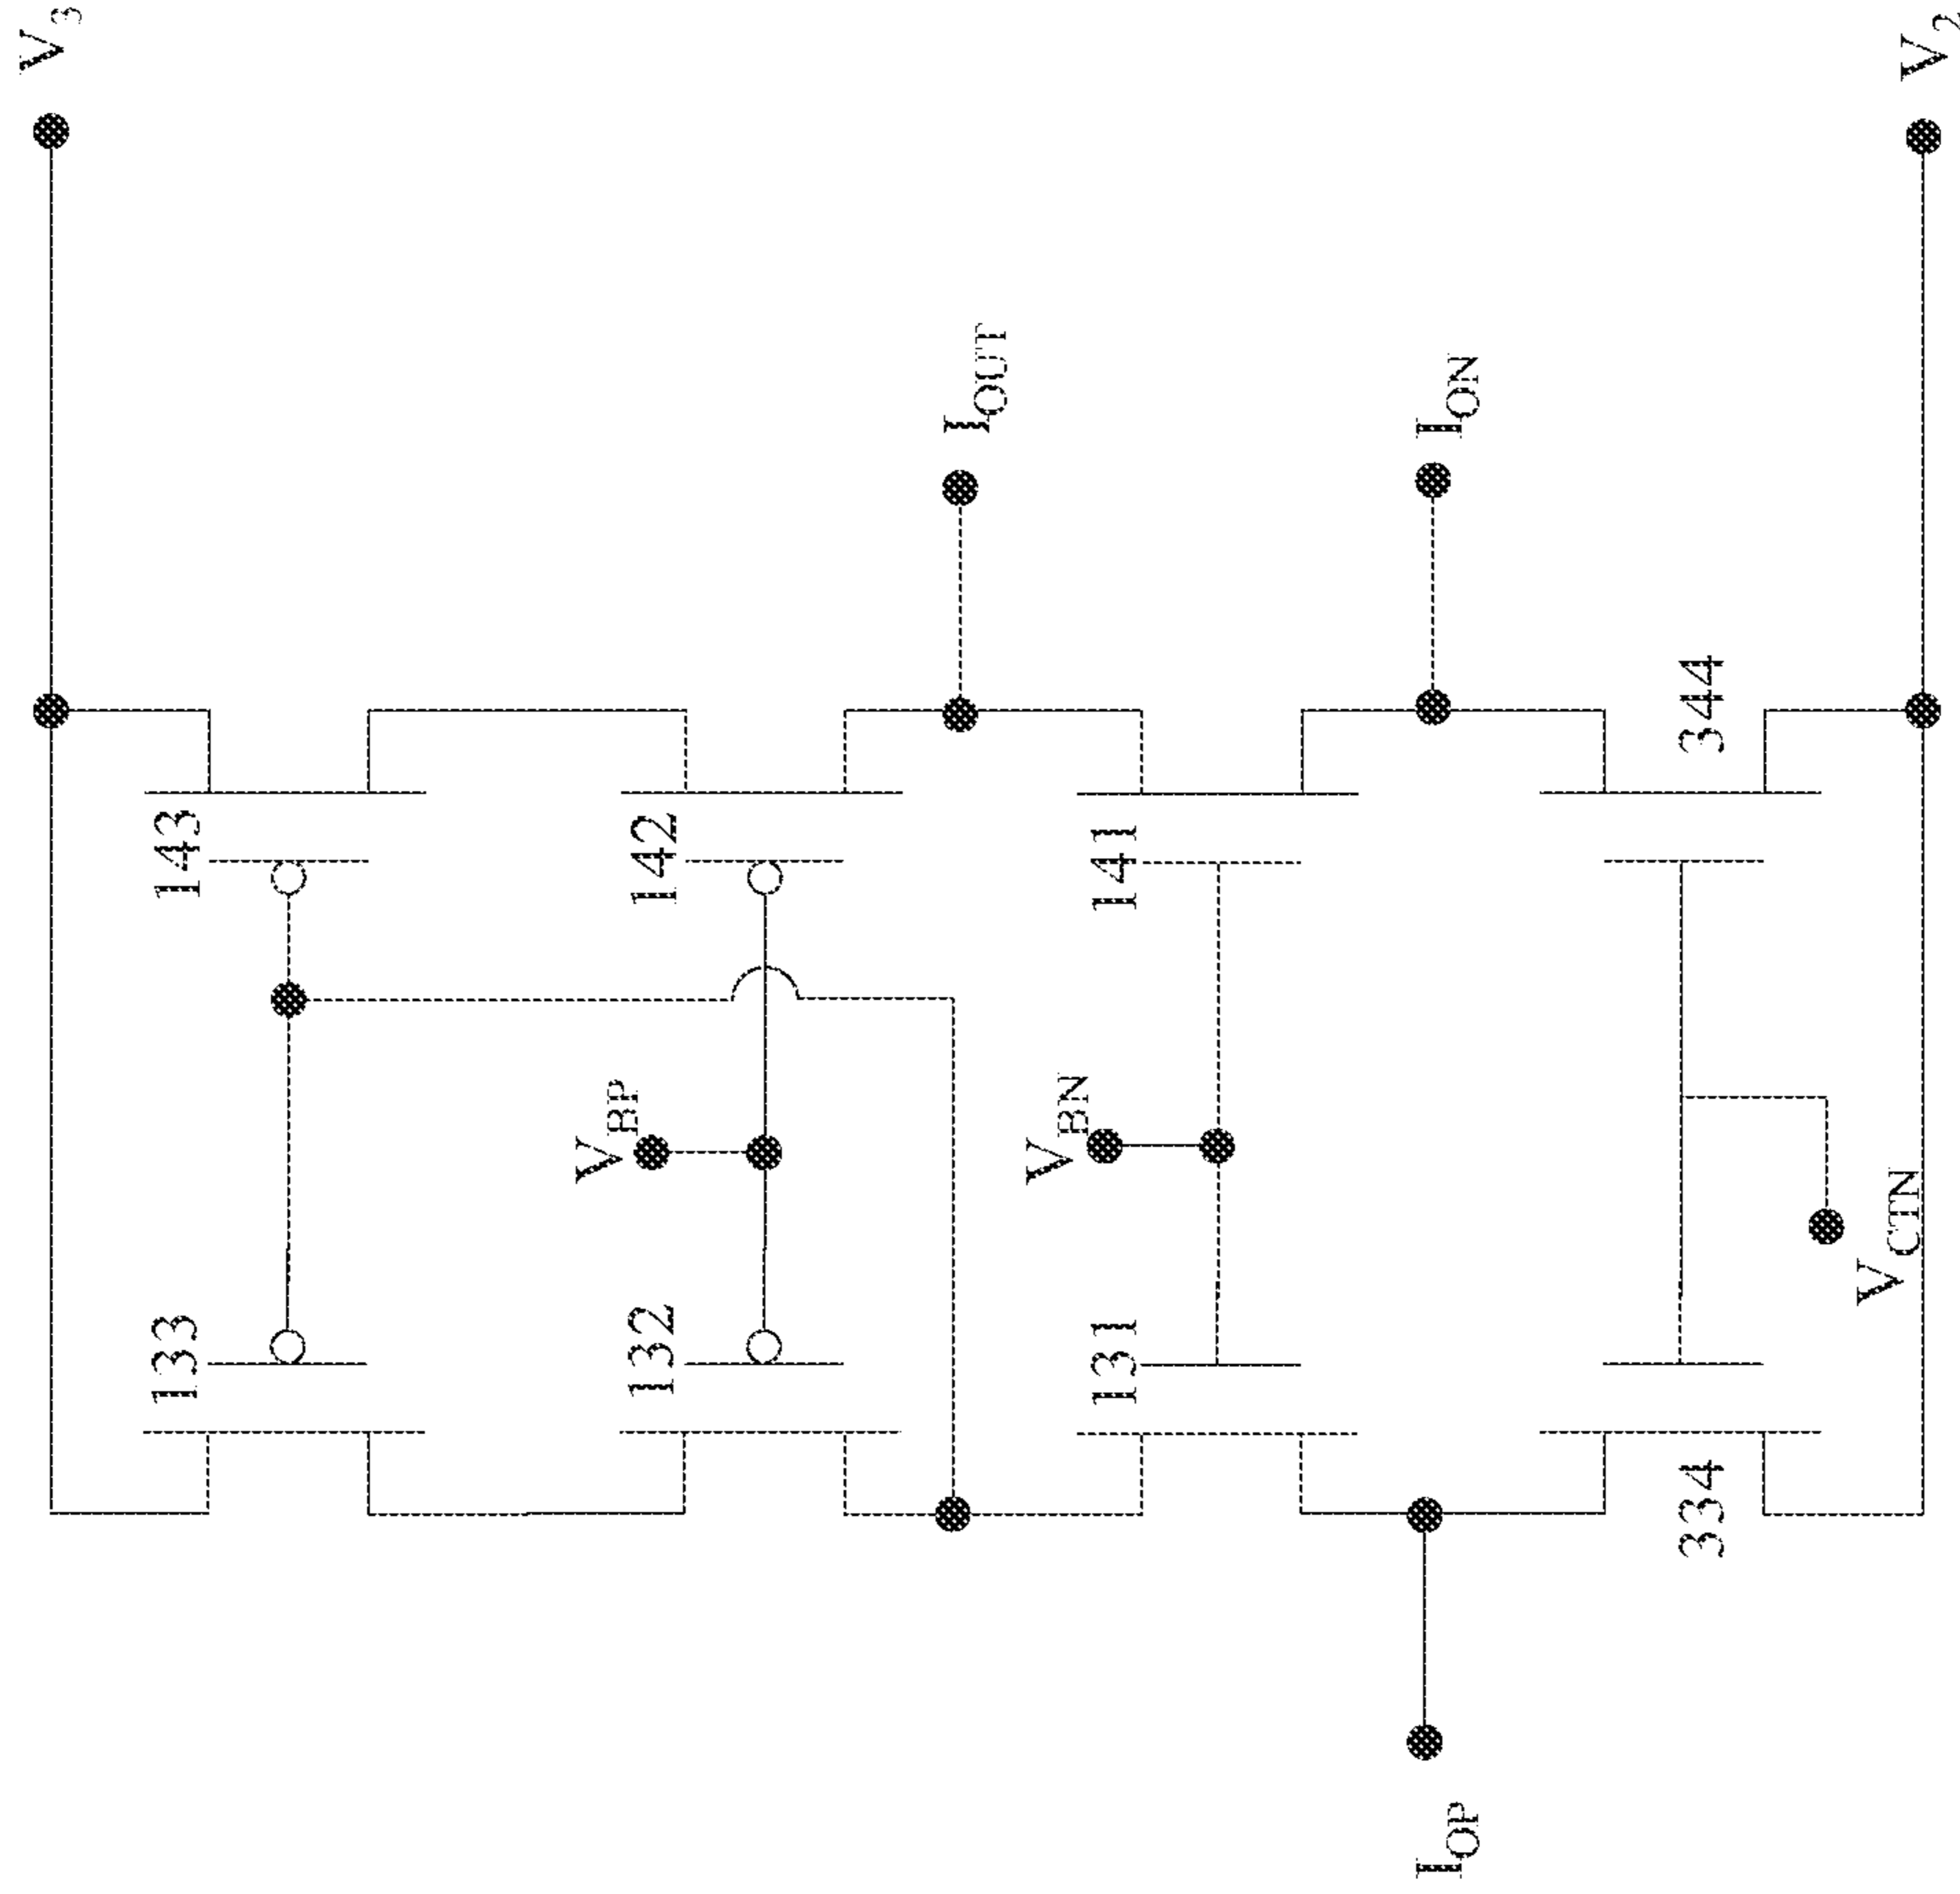 V3
143
133
142
132
VBP
IOUT
141
131
VBN
ION
IOP
344
334
VCTN
V2